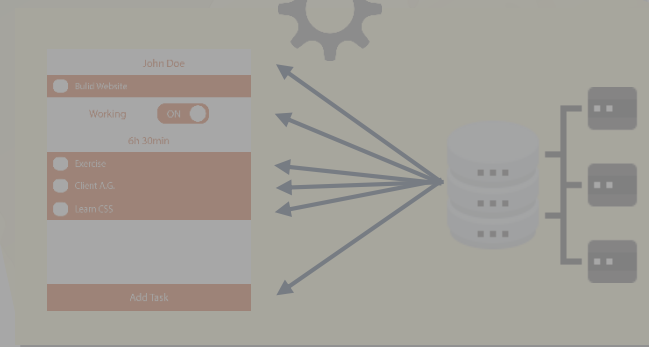 John Doe
Build Website
Working ON
6h 30min
Exercise
Client A.G.
Learn CSS
Add Task